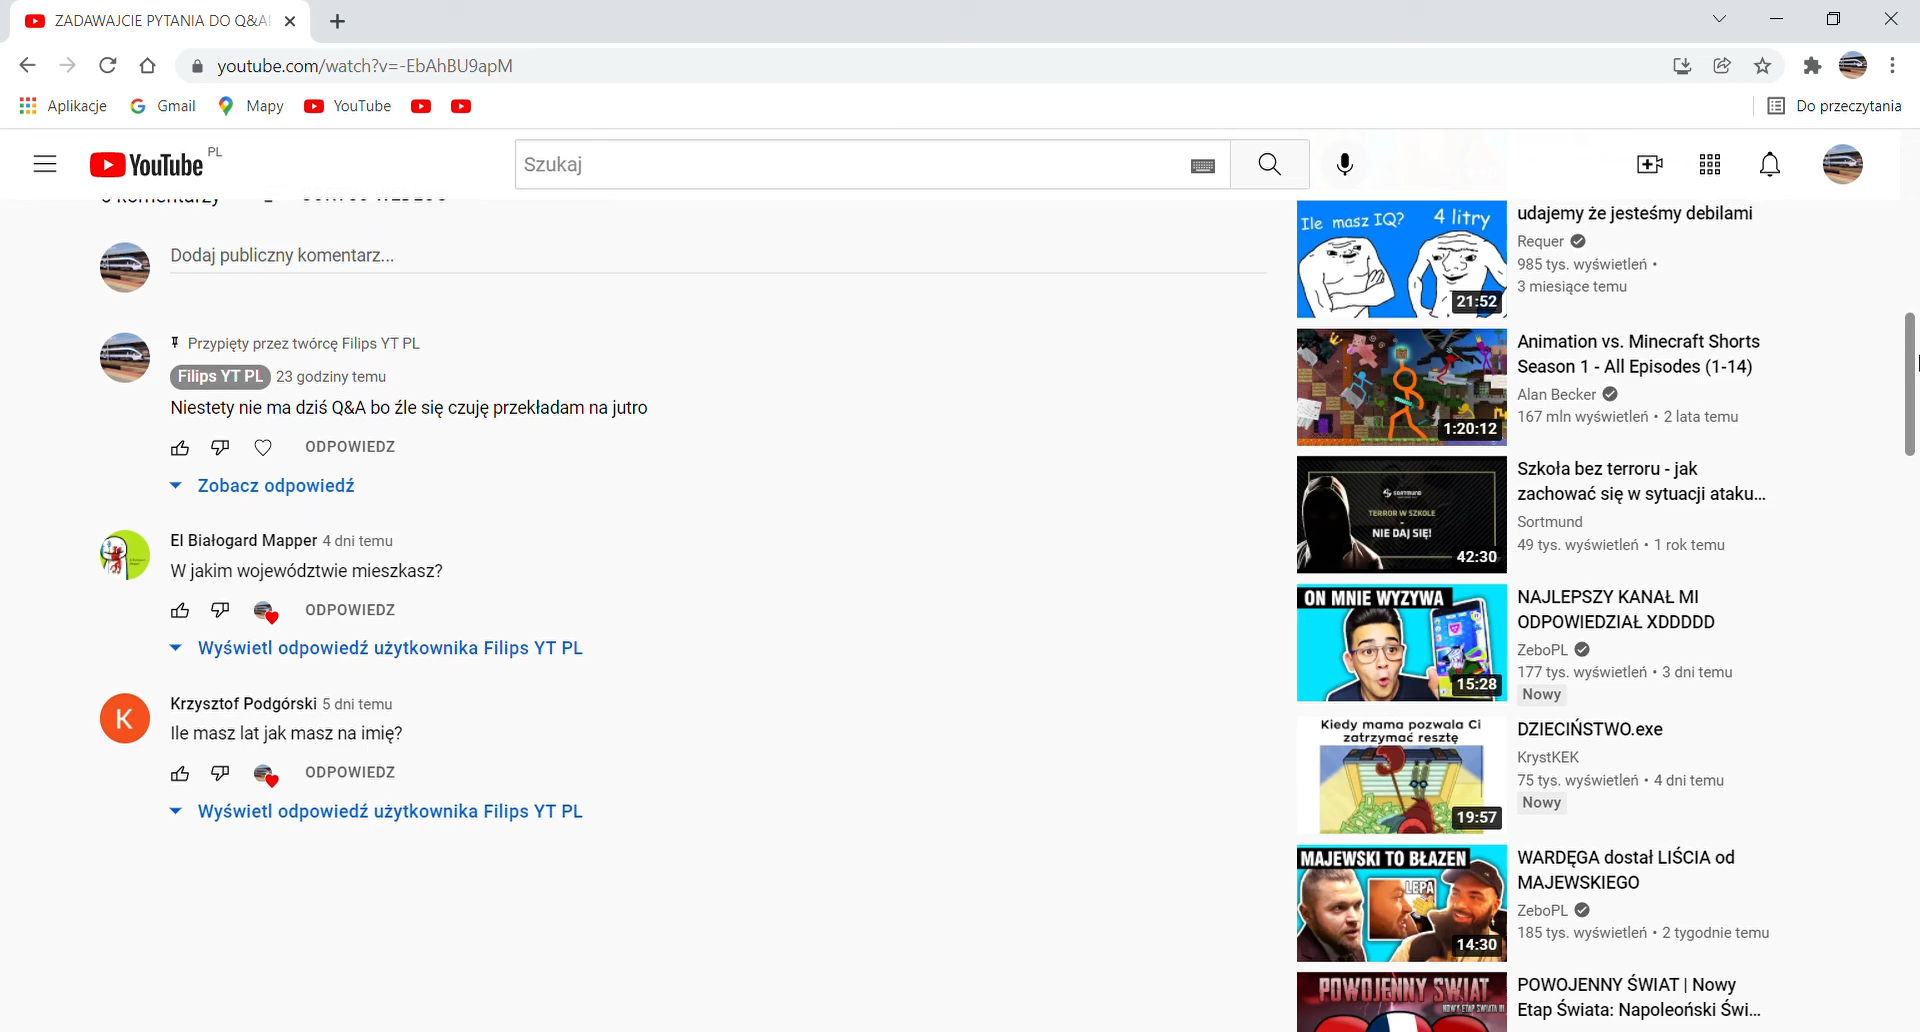 ZADAWAJCIE PYTANIA DO Q&A!
youtube.com/watch?v=-EbAhBU9apM
Aplikacje
Gmail
Mapy
YouTube
Do przeczytania
YouTube PL
Szukaj
Dodaj publiczny komentarz...
Przypięty przez twórcę Filips YT PL
Filips YT PL 23 godziny temu
Niestety nie ma dziś Q&A bo źle się czuję przekładam na jutro
ODPOWIEDZ
Zobacz odpowiedź
El Białogard Mapper 4 dni temu
W jakim województwie mieszkasz?
ODPOWIEDZ
Wyświetl odpowiedź użytkownika Filips YT PL
K
Krzysztof Podgórski 5 dni temu
Ile masz lat jak masz na imię?
ODPOWIEDZ
Wyświetl odpowiedź użytkownika Filips YT PL
Ile masz IQ? 4 litry
21:52
udajemy że jesteśmy debilami
Requer
985 tys. wyświetleń •
3 miesiące temu
1:20:12
Animation vs. Minecraft Shorts
Season 1 - All Episodes (1-14)
Alan Becker
167 mln wyświetleń • 2 lata temu
SORTMUND
TERROR W SZKOLE
-
NIE DAJ SIĘ!
42:30
Szkoła bez terroru - jak
zachować się w sytuacji ataku...
Sortmund
49 tys. wyświetleń • 1 rok temu
ON MNIE WYZYWA
15:28
NAJLEPSZY KANAŁ MI
ODPOWIEDZIAŁ XDDDDD
ZeboPL
177 tys. wyświetleń • 3 dni temu
Nowy
Kiedy mama pozwala Ci
zatrzymać resztę
19:57
DZIECIŃSTWO.exe
KrystKEK
75 tys. wyświetleń • 4 dni temu
Nowy
MAJEWSKI TO BŁAZEN
LEPA
14:30
WARDĘGA dostał LIŚCIA od
MAJEWSKIEGO
ZeboPL
185 tys. wyświetleń • 2 tygodnie temu
POWOJENNY ŚWIAT
NOWY ETAP ŚWIATA
POWOJENNY ŚWIAT | Nowy
Etap Świata: Napoleoński Świ...